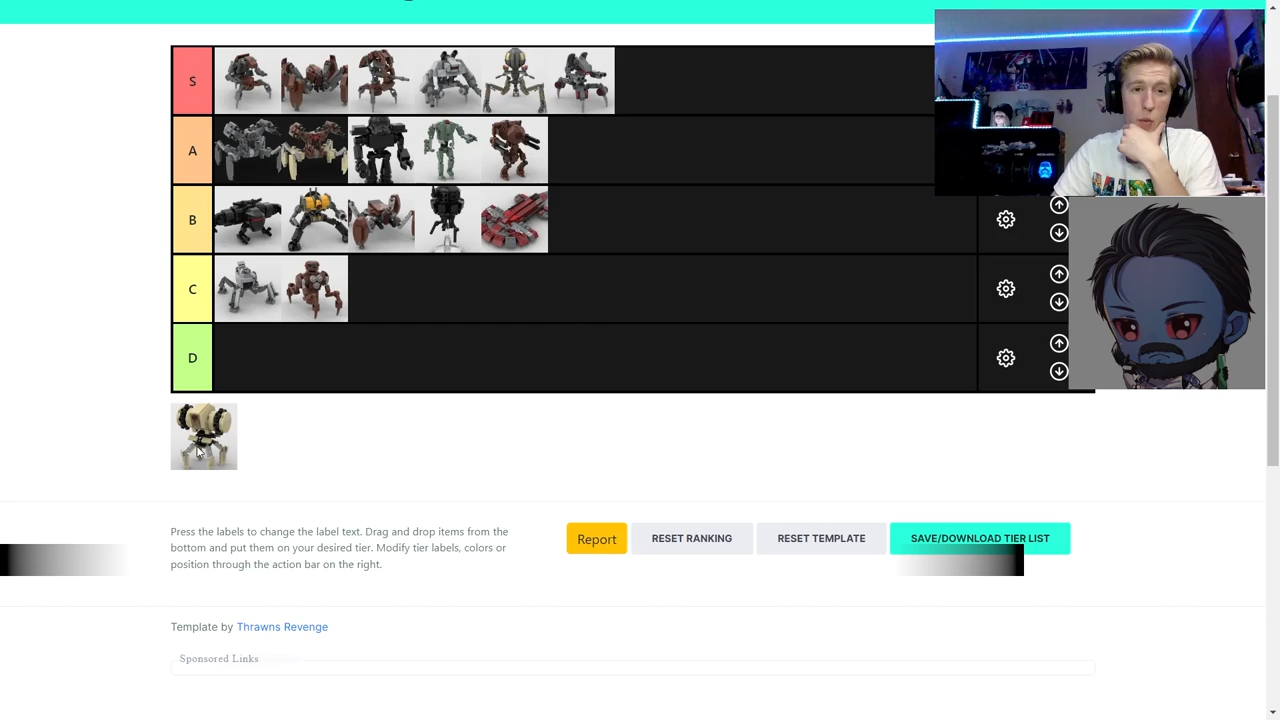 S
A
B
C
D
Press the labels to change the label text. Drag and drop items from the
bottom and put them on your desired tier. Modify tier labels, colors or
position through the action bar on the right.
Report
RESET RANKING
RESET TEMPLATE
SAVE/DOWNLOAD TIER LIST
Template by Thrawns Revenge
Sponsored Links